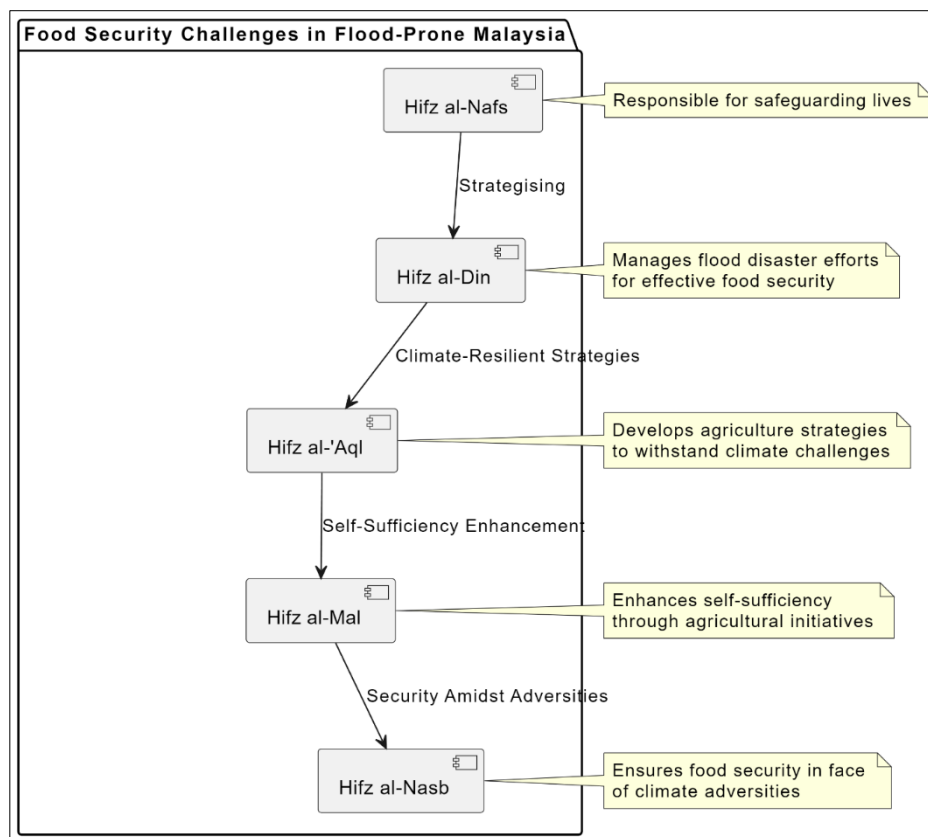 Food Security Challenges in Flood-Prone Malaysia
Hifz al-Nafs
Responsible for safeguarding lives
Strategising
Hifz al-Din
Manages flood disaster efforts
for effective food security
Climate-Resilient Strategies
Hifz al-'Aql
Develops agriculture strategies
to withstand climate challenges
Self-Sufficiency Enhancement
Hifz al-Mal
Enhances self-sufficiency
through agricultural initiatives
Security Amidst Adversities
Hifz al-Nasb
Ensures food security in face
of climate adversities